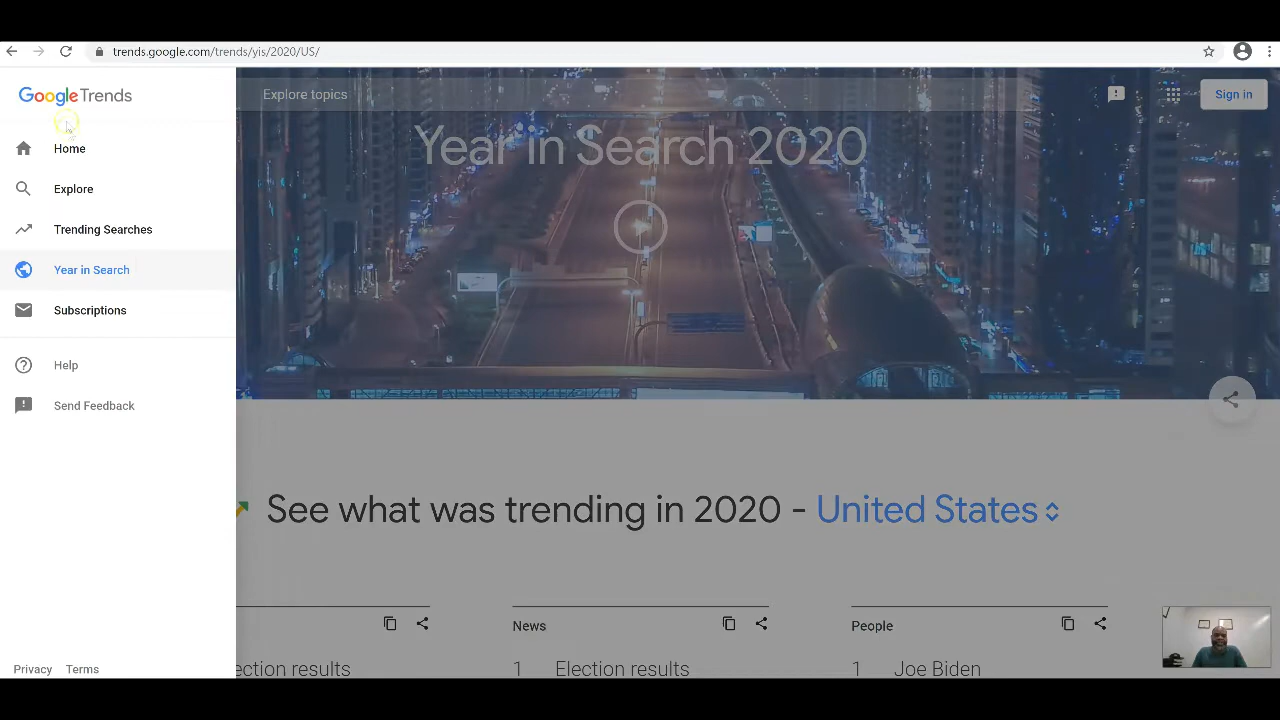 trends.google.com/trends/yis/2020/US/
Google Trends
Explore topics
Sign in
Year in Search 2020
Home
Explore
Trending Searches
Year in Search
Subscriptions
Help
Send Feedback
See what was trending in 2020 - United States
News
People
ection results
1 Election results
1 Joe Biden
Privacy Terms